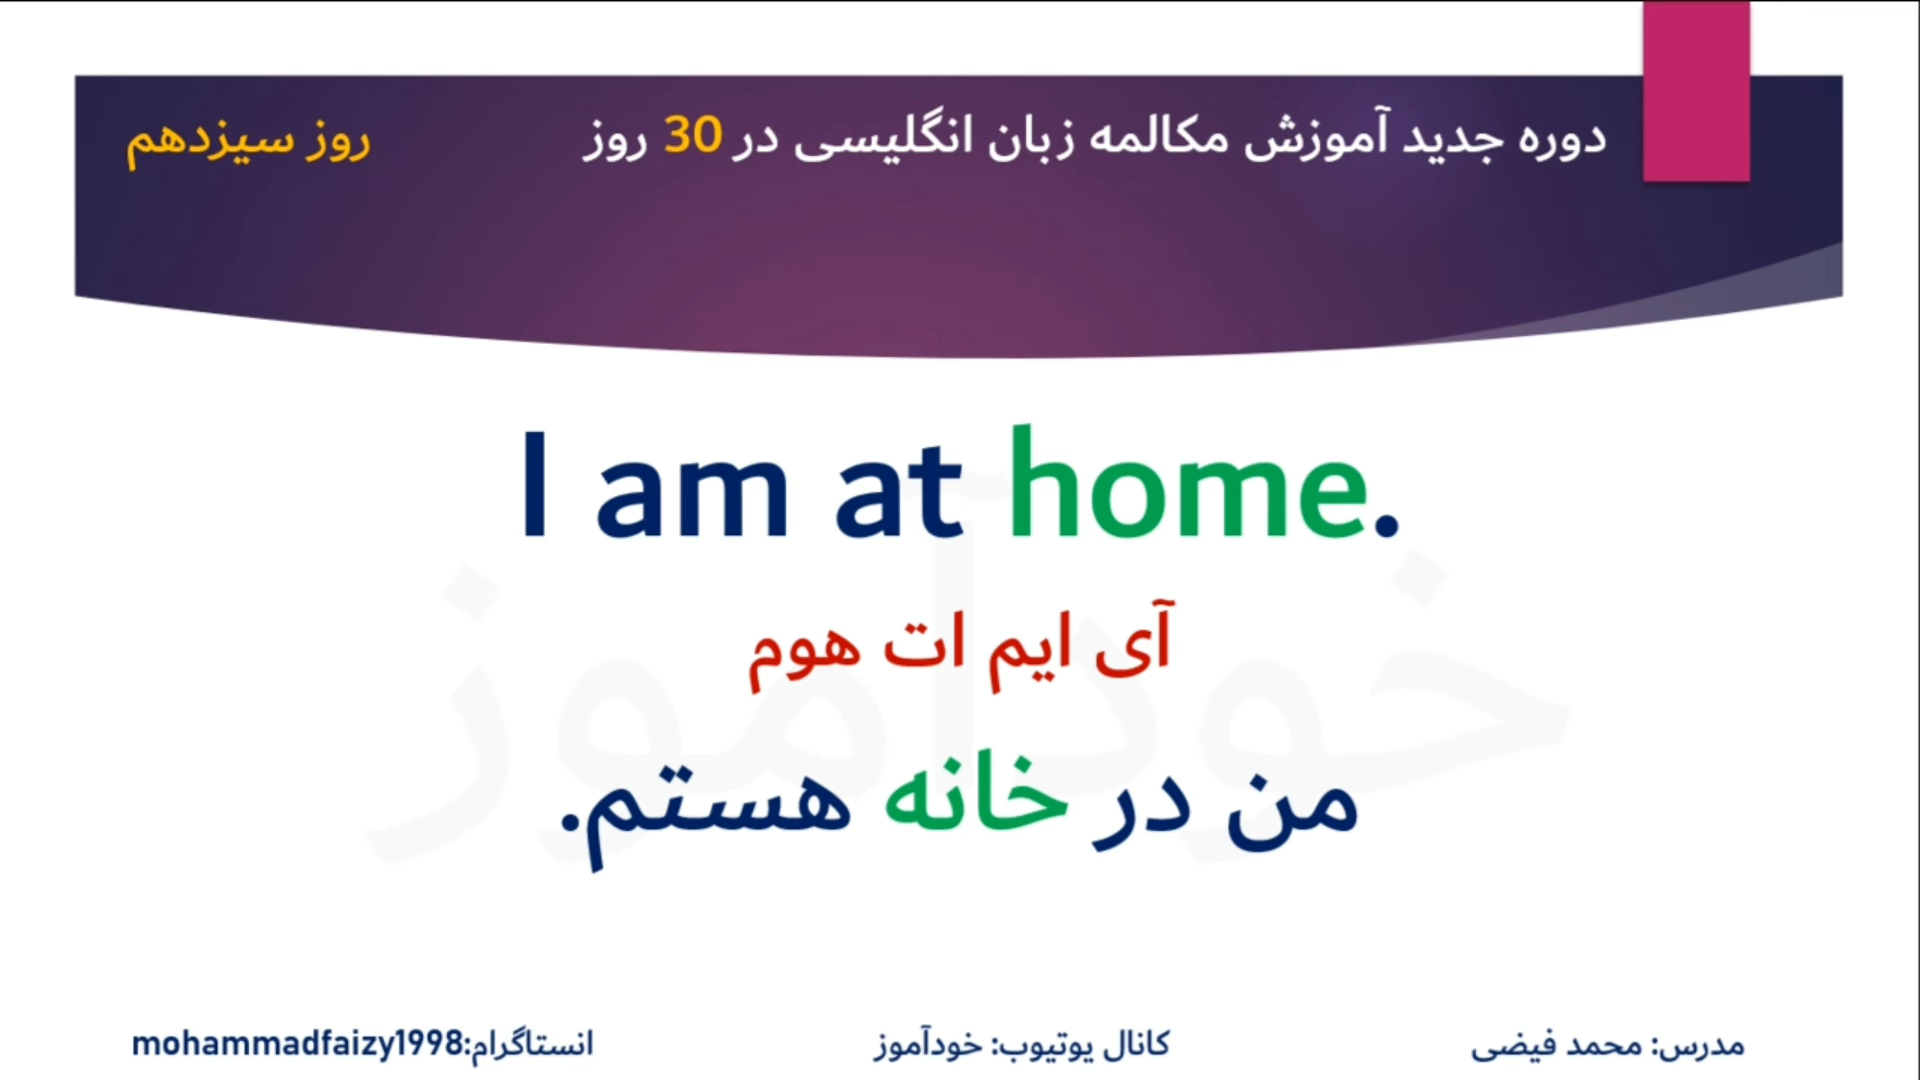 دوره جدید آموزش مکالمه زبان انگلیسی در 30 روز
روز سیزدهم
I am at home.
آی ایم ات هوم
من در خانه هستم.
خودآموز
مدرس: محمد فیضی
کانال یوتیوب: خودآموز
انستاگرام:mohammadfaizy1998